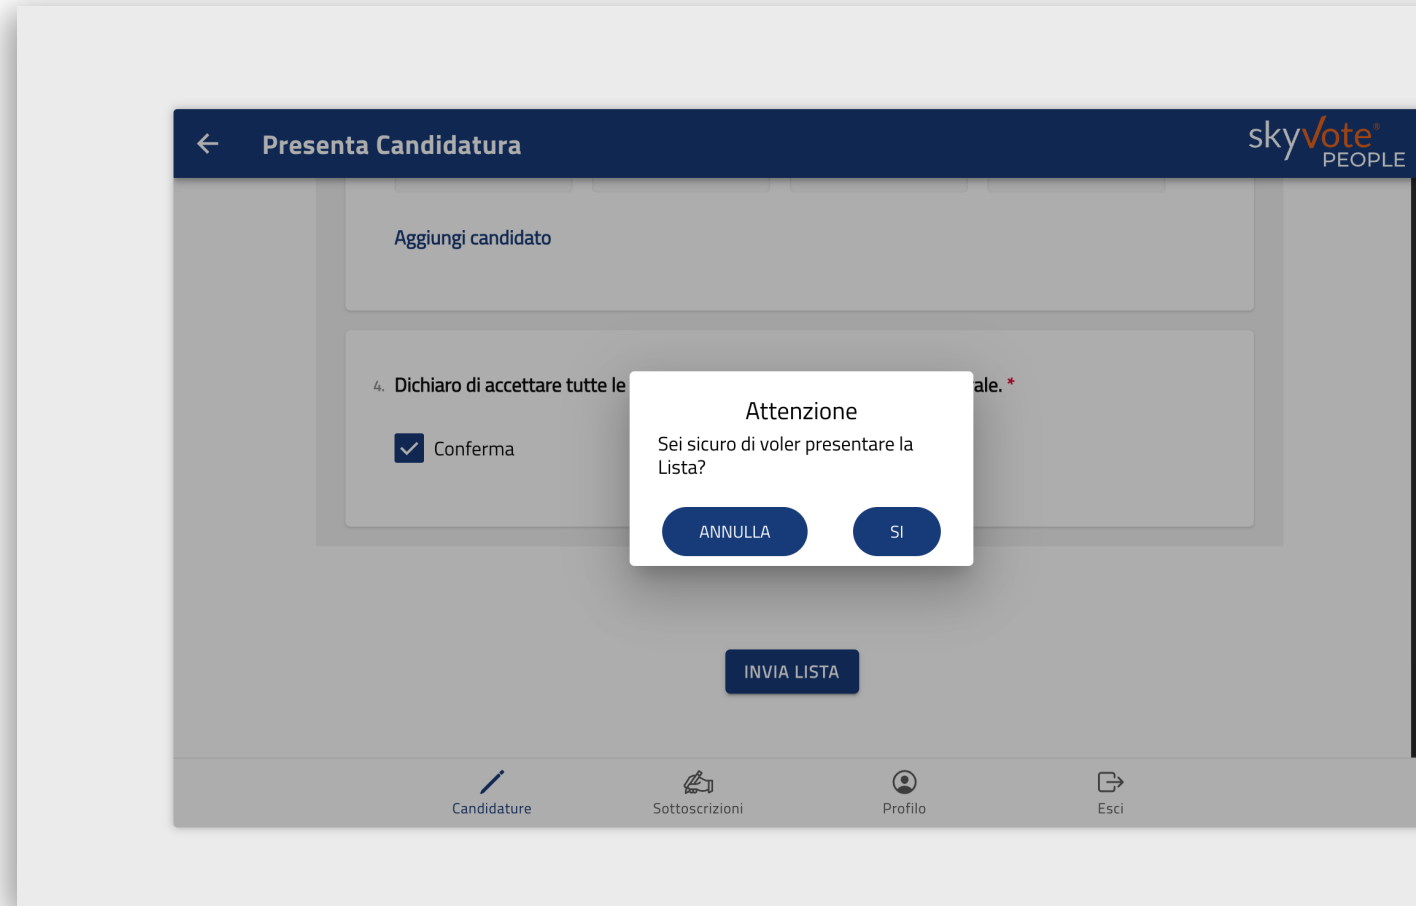 Presenta Candidatura
skyvote®
PEOPLE
Aggiungi candidato
4. Dichiaro di accettare tutte le
ale. *
Conferma
Attenzione
Sei sicuro di voler presentare la
Lista?
ANNULLA
SI
INVIA LISTA
Candidature
Sottoscrizioni
Profilo
Esci